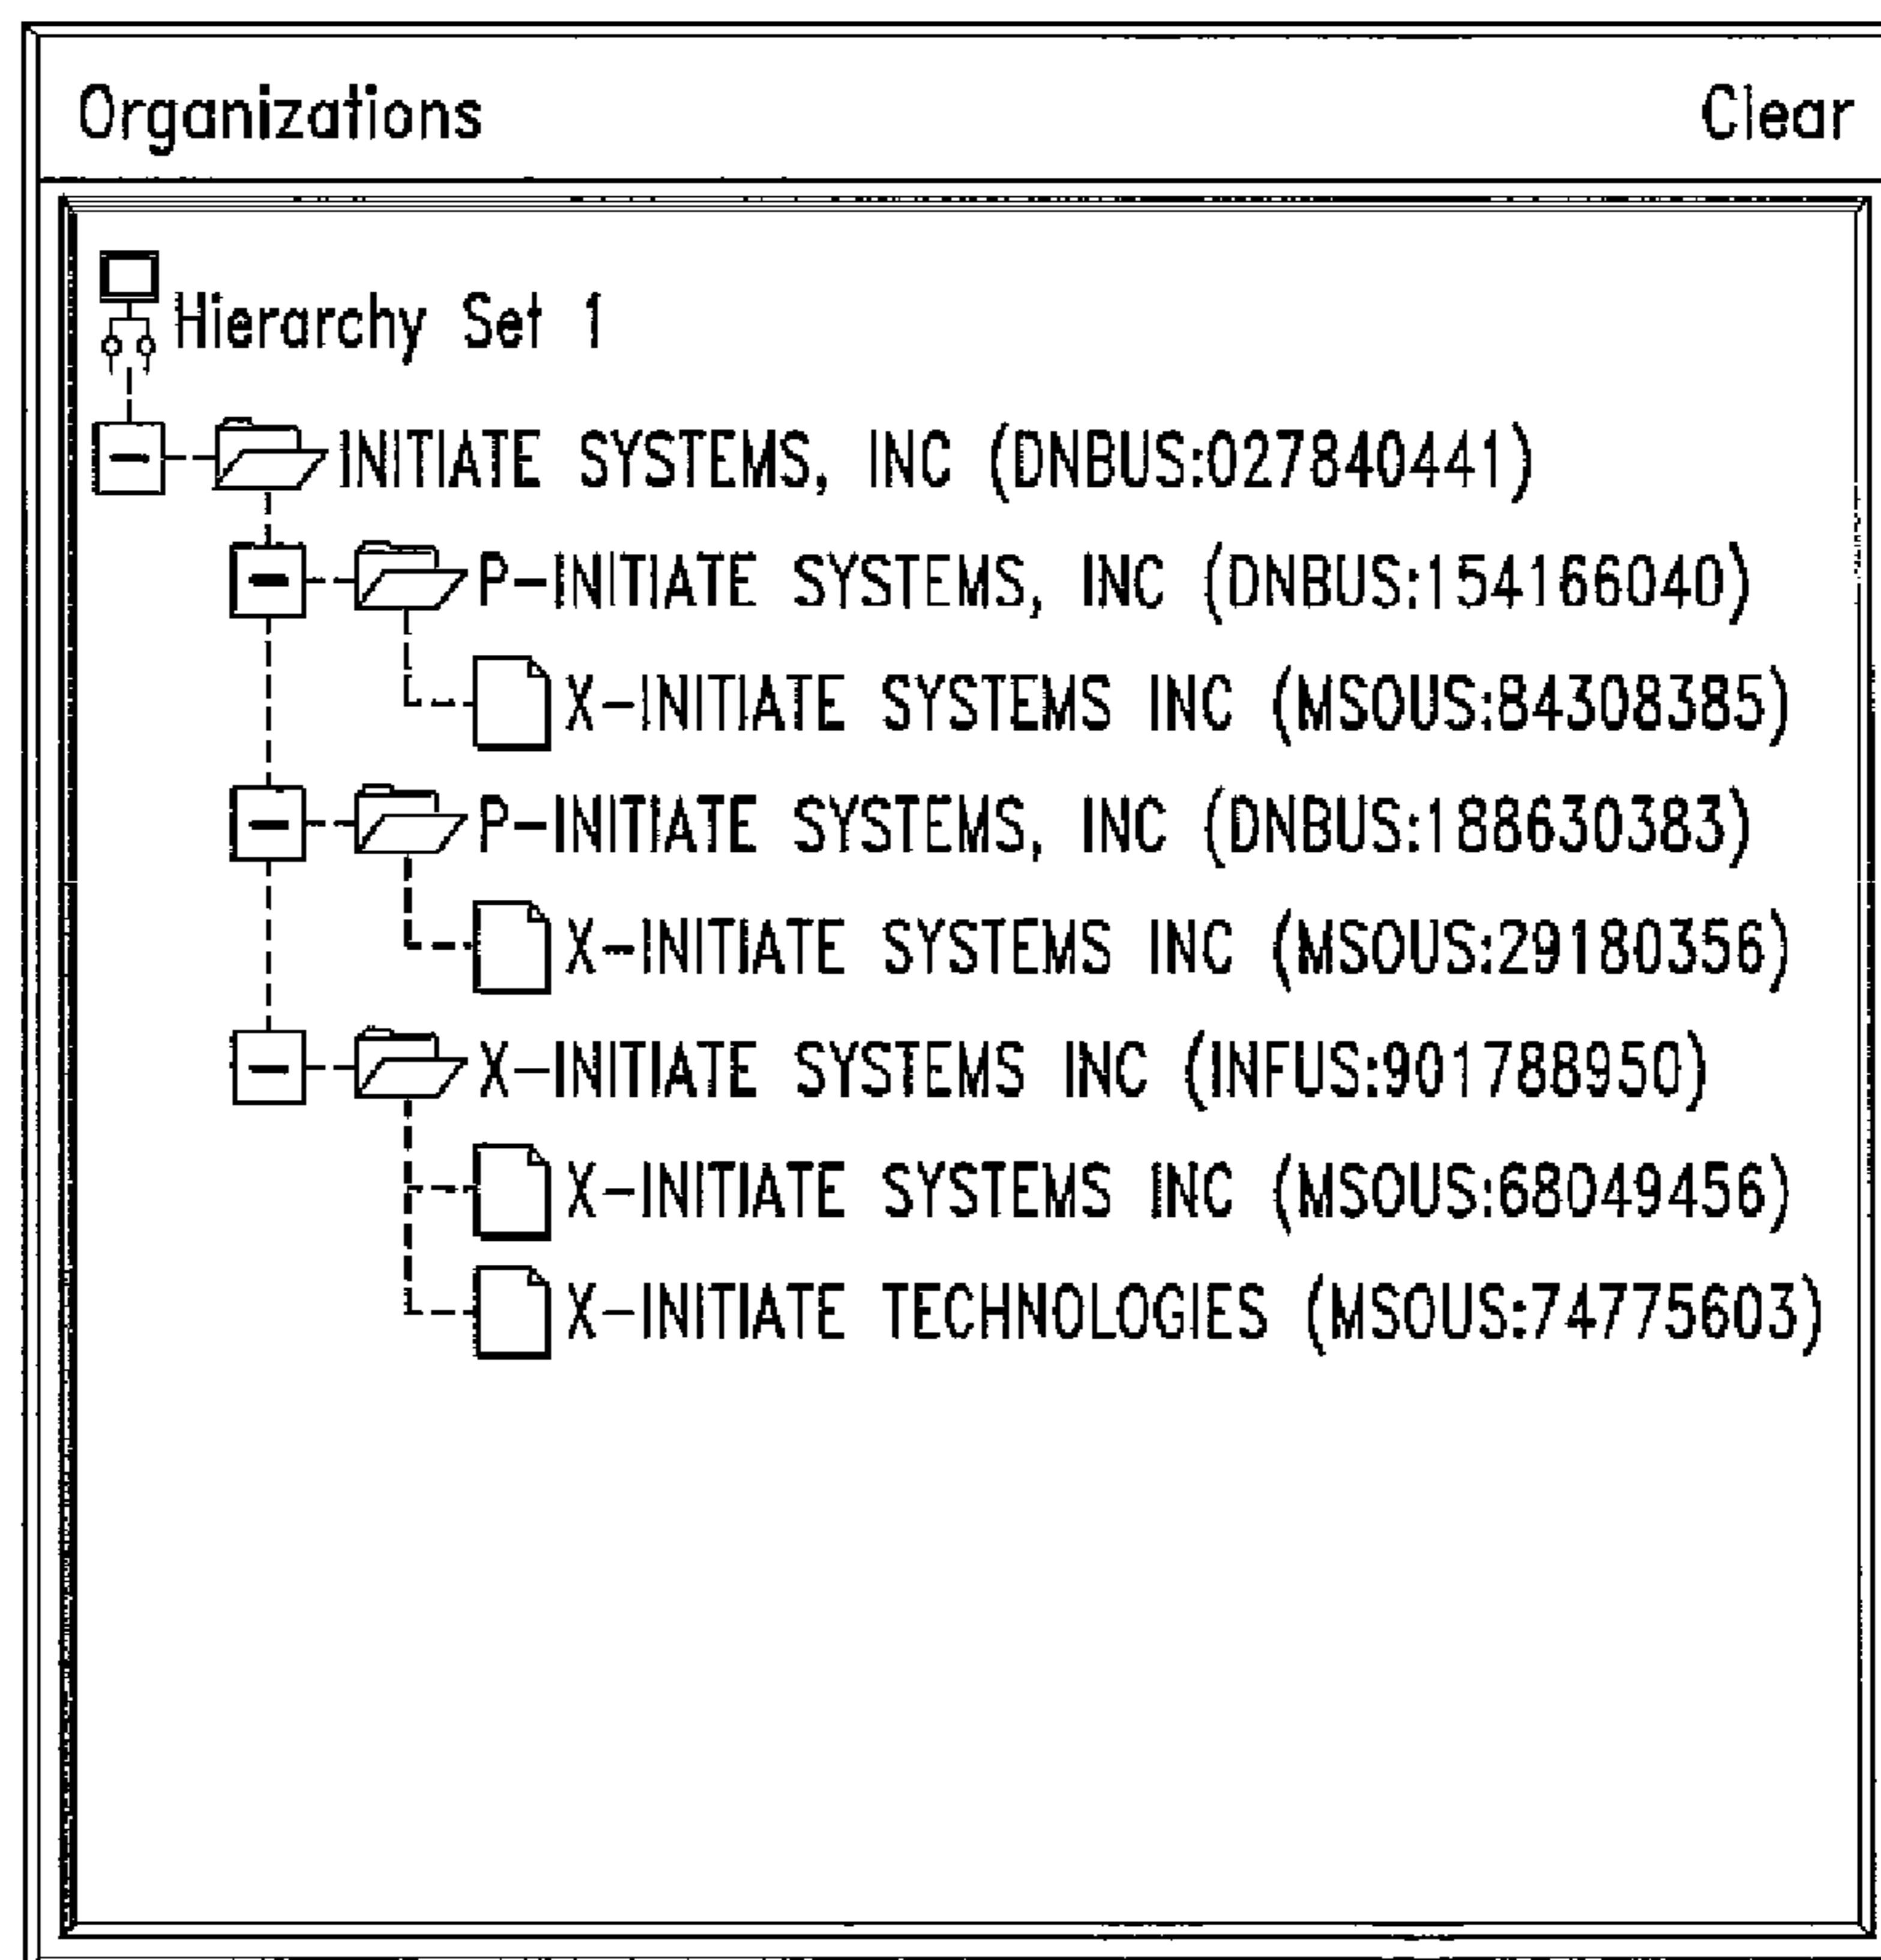 Organizations Clear
Hierarchy Set 1
INITIATE SYSTEMS, INC (DNBUS:027840441)
P-INITIATE SYSTEMS, INC (DNBUS:154166040)
X-INITIATE SYSTEMS INC (MSOUS:84308385)
P-INITIATE SYSTEMS, INC (DNBUS:188630383)
X-INITIATE SYSTEMS INC (MSOUS:29180356)
X-INITIATE SYSTEMS INC (INFUS:901788950)
X-INITIATE SYSTEMS INC (MSOUS:68049456)
X-INITIATE TECHNOLOGIES (MSOUS:74775603)